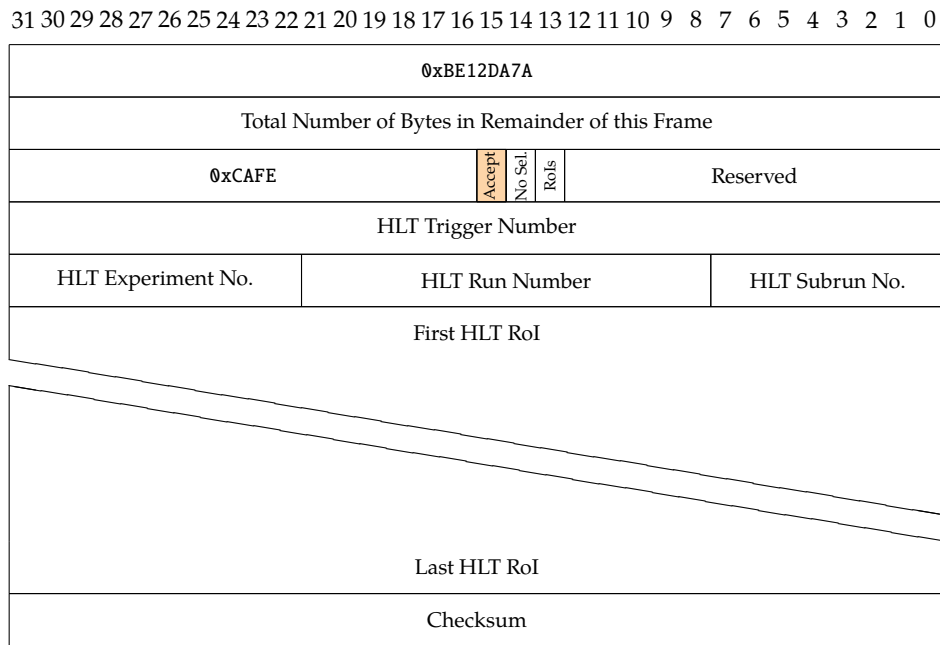 31 30 29 28 27 26 25 24 23 22 21 20 19 18 17 16 15 14 13 12 11 10 9 8 7 6 5 4 3 2 1 0
0xBE12DA7A
Total Number of Bytes in Remainder of this Frame
0xCAFE Accept No Sel. RoIs Reserved
HLT Trigger Number
HLT Experiment No. HLT Run Number HLT Subrun No.
First HLT RoI
Last HLT RoI
Checksum